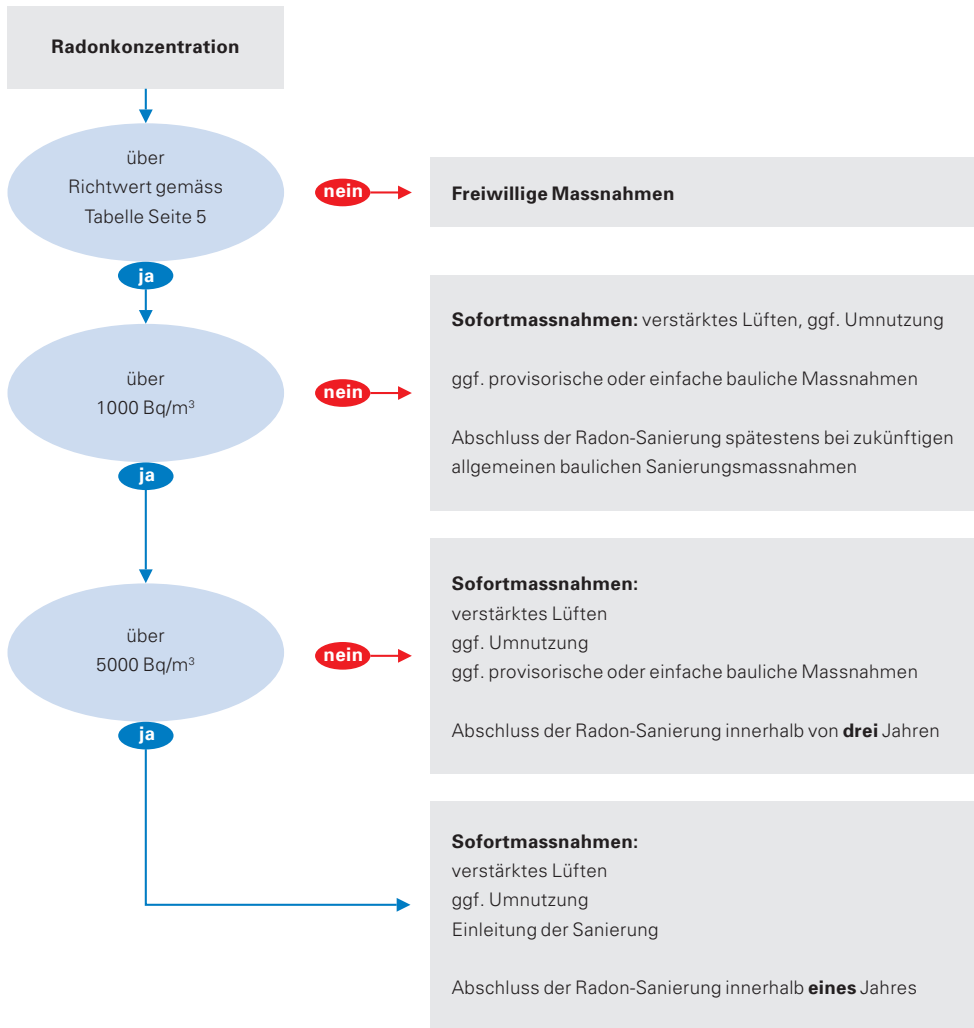 Radonkonzentration
über
Richtwert gemäss
Tabelle Seite 5
nein
Freiwillige Massnahmen
ja
über
1000 Bq/m³
nein
Sofortmassnahmen: verstärktes Lüften, ggf. Umnutzung
ggf. provisorische oder einfache bauliche Massnahmen
Abschluss der Radon-Sanierung spätestens bei zukünftigen
allgemeinen baulichen Sanierungsmassnahmen
ja
über
5000 Bq/m³
nein
Sofortmassnahmen:
verstärktes Lüften
ggf. Umnutzung
ggf. provisorische oder einfache bauliche Massnahmen
Abschluss der Radon-Sanierung innerhalb von drei Jahren
ja
Sofortmassnahmen:
verstärktes Lüften
ggf. Umnutzung
Einleitung der Sanierung
Abschluss der Radon-Sanierung innerhalb eines Jahres